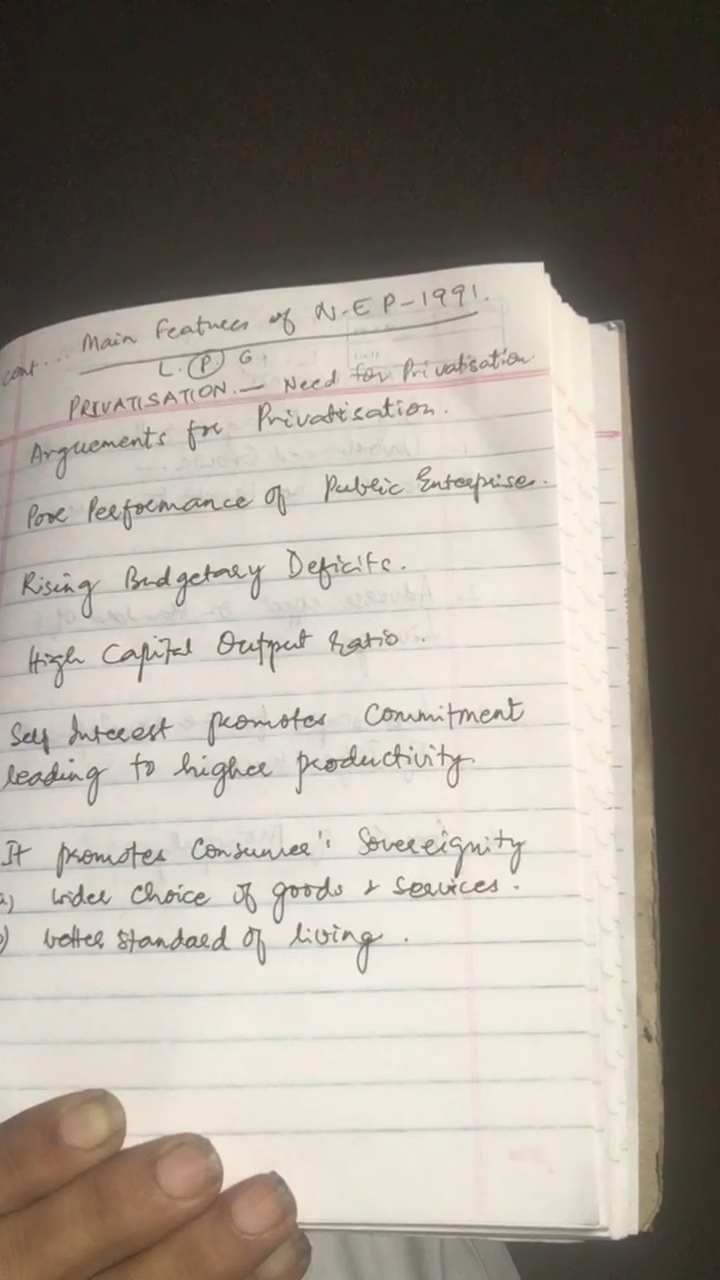 cont... Main Features of N.E P-1991.
L. P. G.
PRIVATISATION.— Need for Privatisation
Arguements for Privatisation.
Poor Performance of Public Enterprises.
Rising Budgetary Deficits.
High Capital Output Ratio.
Self Interest promotes Commitment
leading to higher productivity.
It promotes Consumer's Sovereignity
a) wider choice of goods & Services.
b) better standard of living.